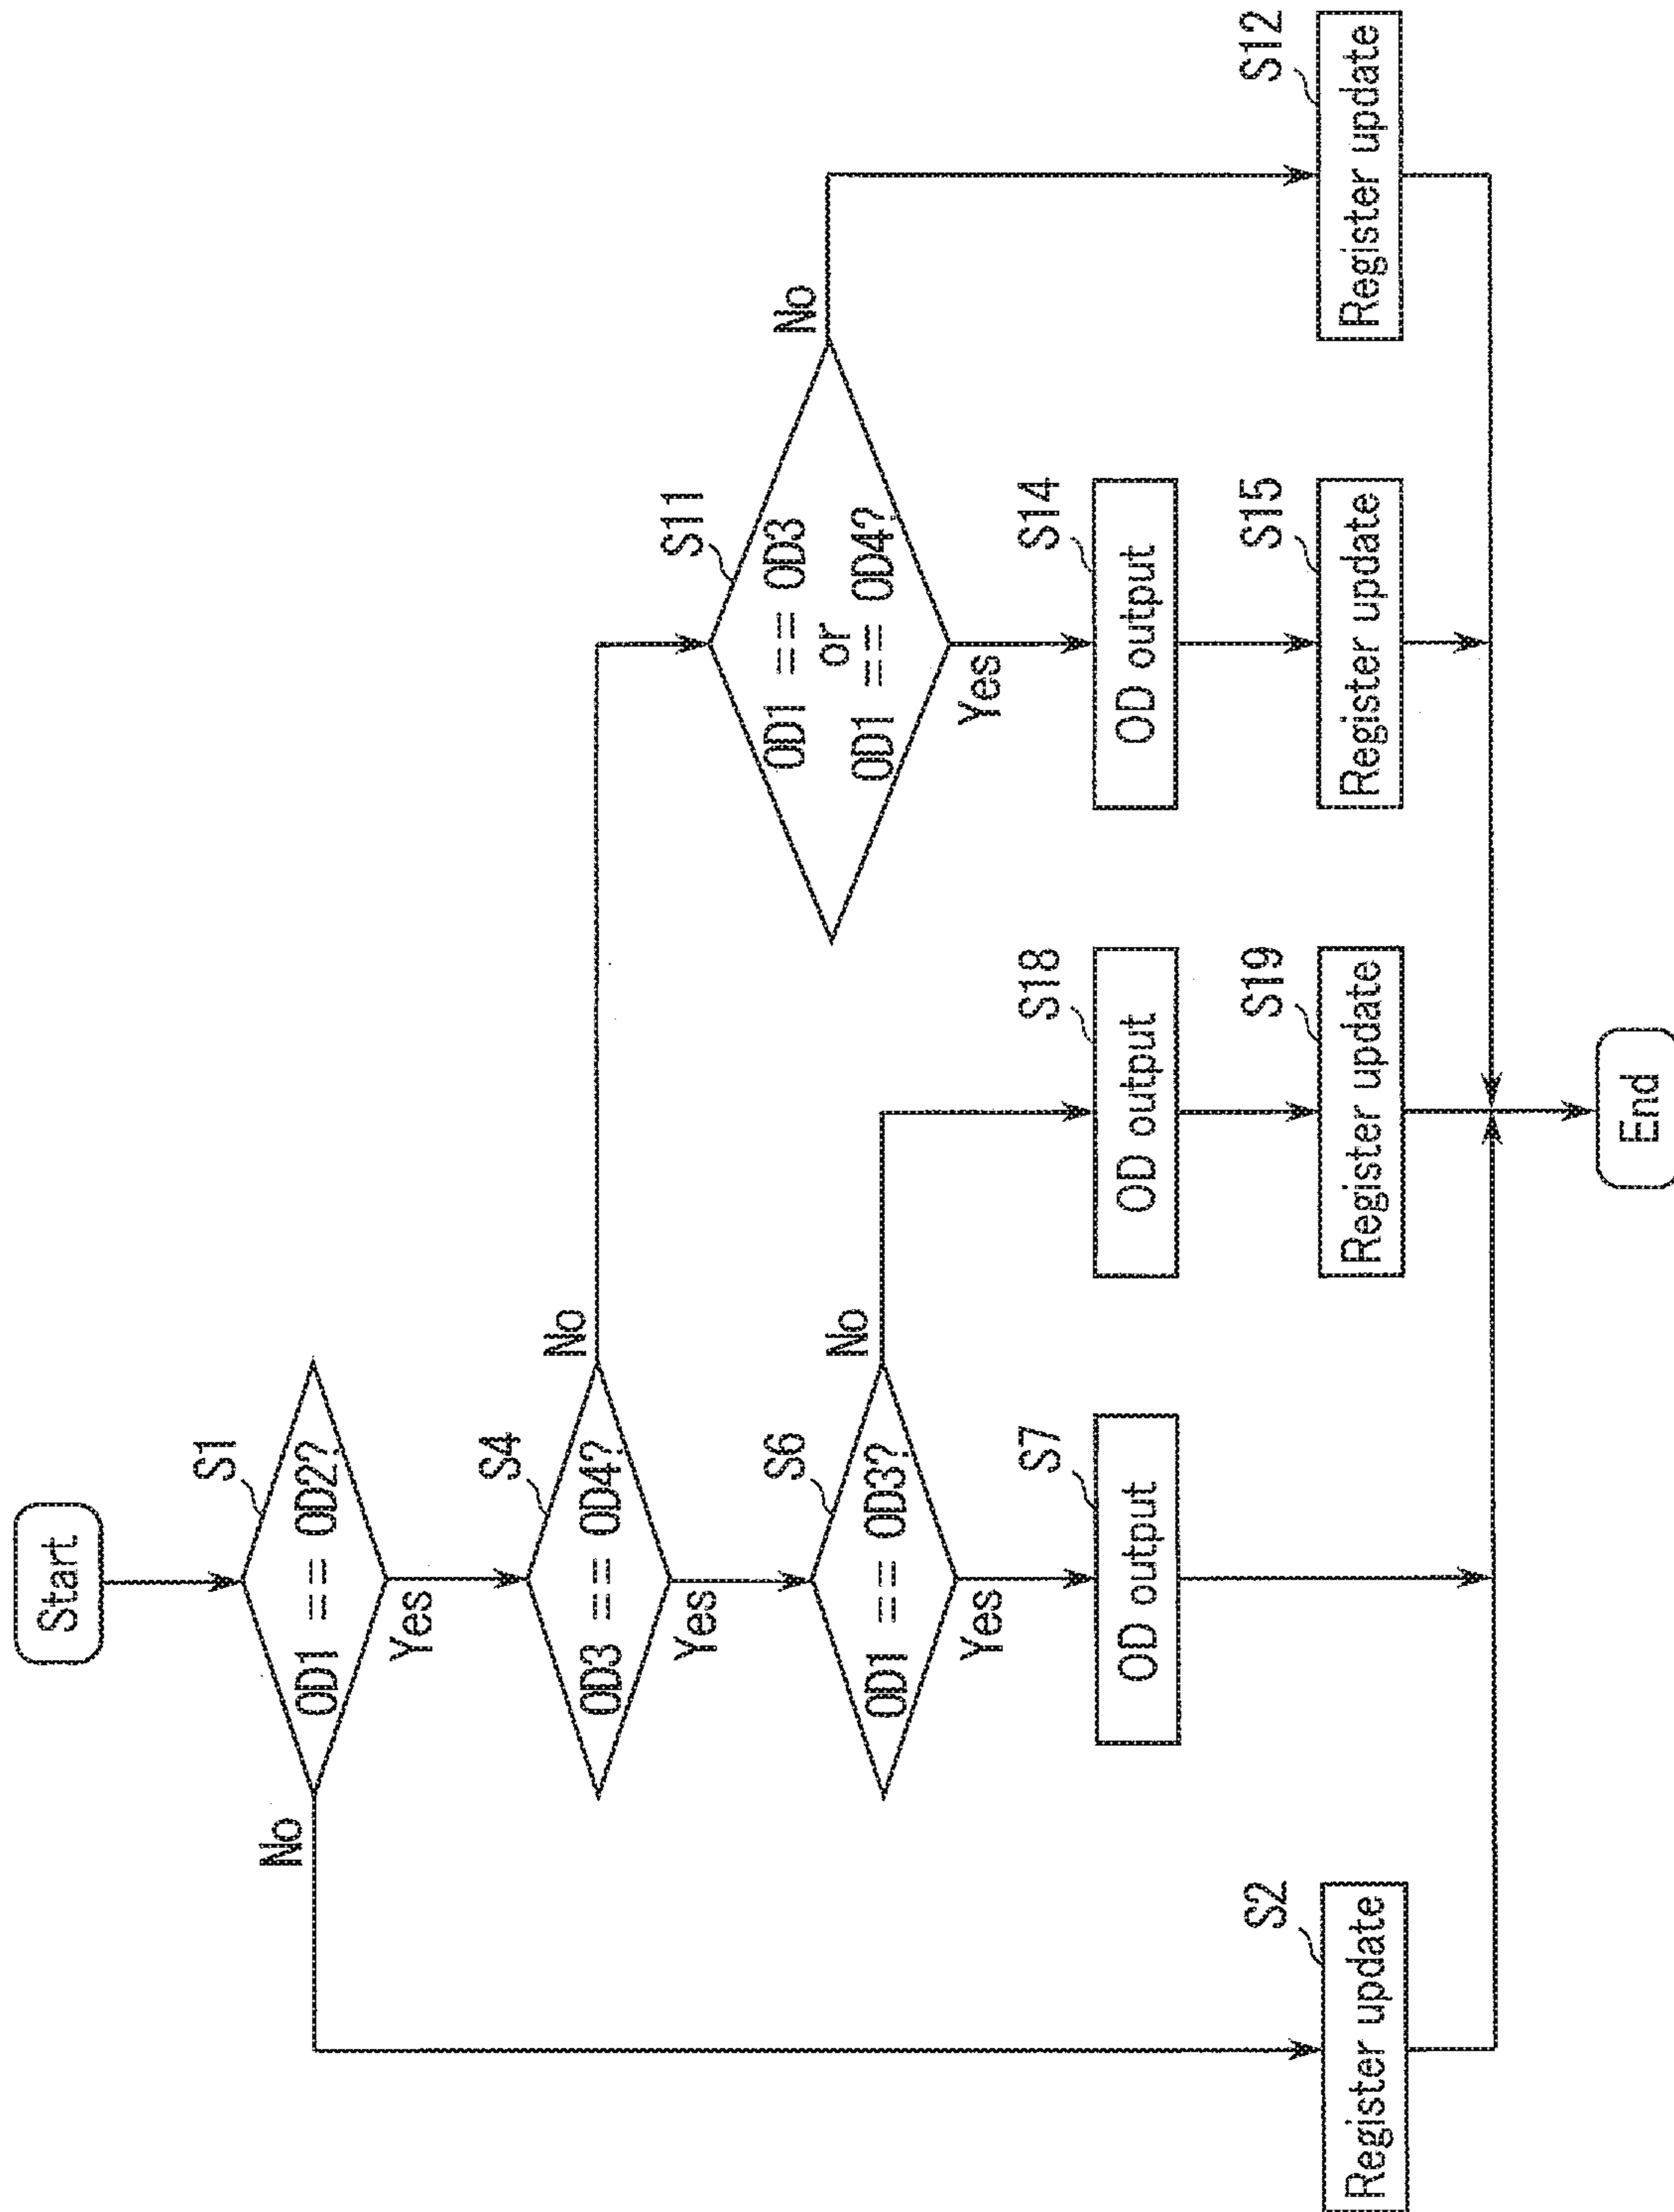 Start
S1
OD1 == OD2?
No
Yes
S4
OD3 == OD4?
No
Yes
S6
OD1 == OD3?
No
Yes
S11
OD1 == OD3
or
OD1 == OD4?
No
Yes
S7
OD output
S18
OD output
S14
OD output
S2
Register update
S19
Register update
S15
Register update
S12
Register update
End